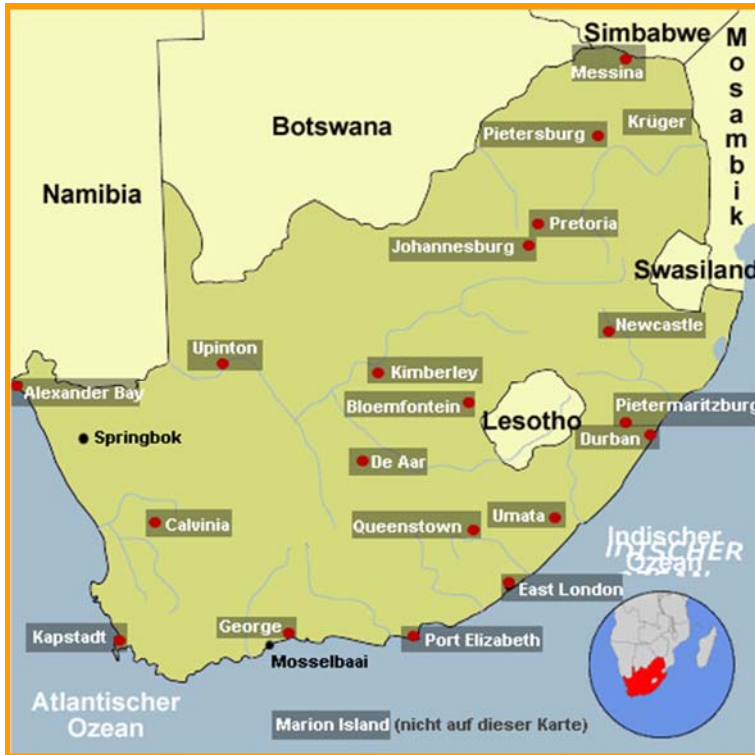 Simbabwe
Messina
Mosambik
Botswana
Pietersburg
Krüger
Namibia
Pretoria
Johannesburg
Swasiland
Newcastle
Upinton
Kimberley
Alexander Bay
Bloemfontein
Lesotho
Pietermaritzburg
Springbok
Durban
De Aar
Calvinia
Queenstown
Umata
Indischer
Ozean
INDISCHER
East London
Kapstadt
George
Port Elizabeth
Mosselbaai
Atlantischer
Ozean
Marion Island (nicht auf dieser Karte)